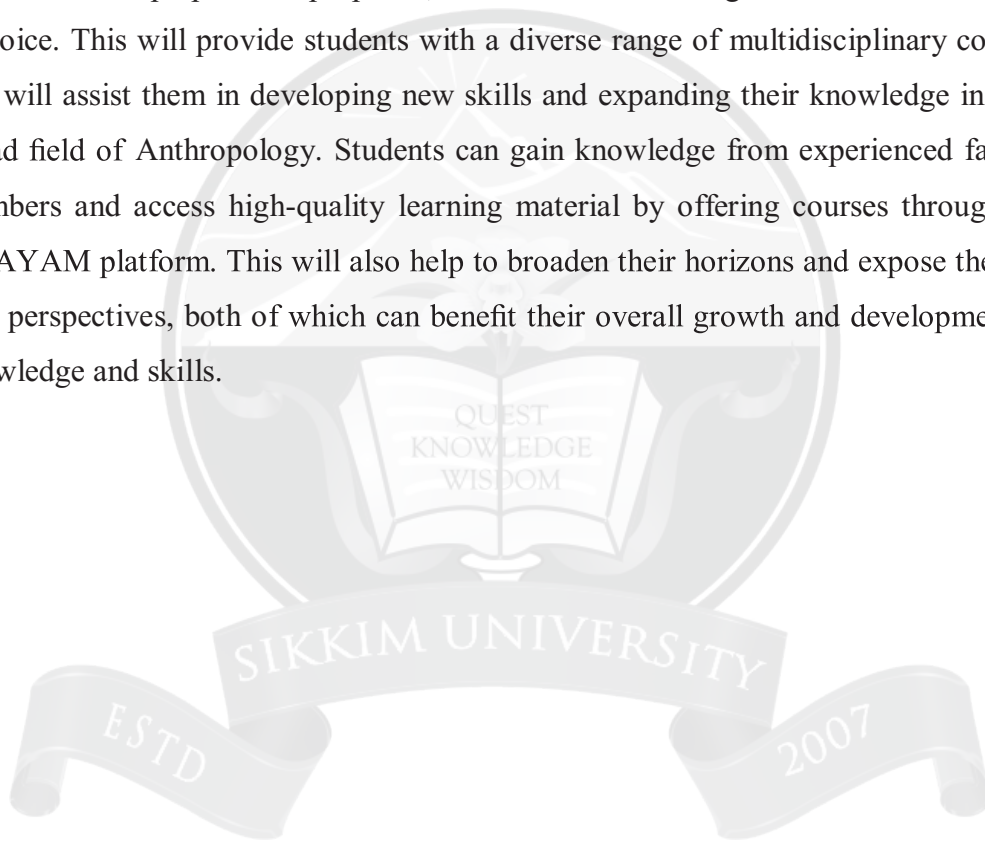 oice. This will provide students with a diverse range of multidisciplinary co
will assist them in developing new skills and expanding their knowledge in
d field of Anthropology. Students can gain knowledge from experienced fa
nbers and access high-quality learning material by offering courses throug
AYAM platform. This will also help to broaden their horizons and expose the
perspectives, both of which can benefit their overall growth and developme
wledge and skills.
QUEST
KNOWLEDGE
WISDOM
SIKKIM UNIVERSITY
ESTD
2007